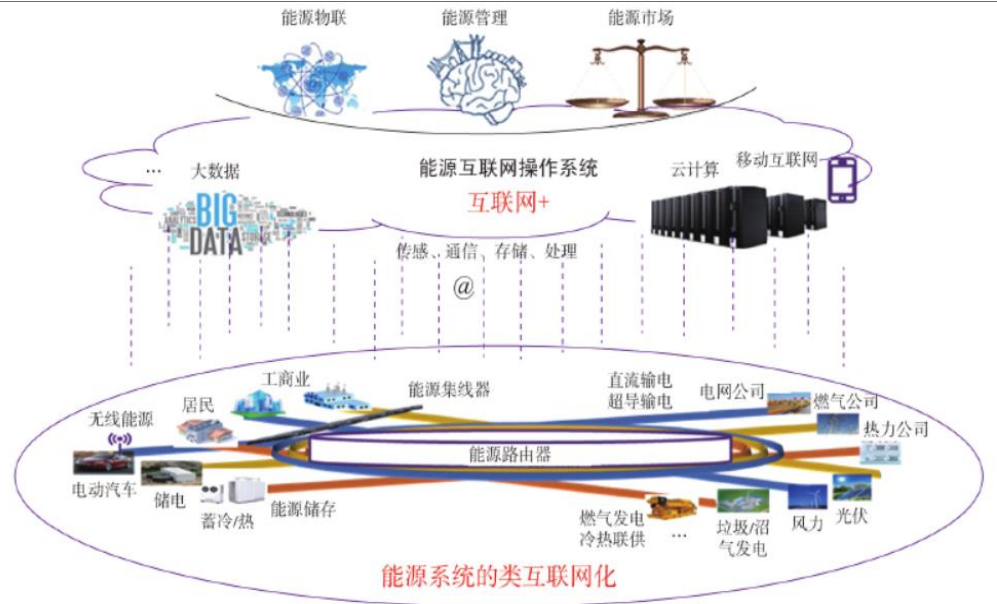 能源物联
能源管理
能源市场
...
大数据
能源互联网操作系统
云计算
移动互联网
互联网+
BIG
DATA
传感、通信、存储、处理
@
工商业
能源集线器
直流输电
超导输电
电网公司
燃气公司
无线能源
居民
热力公司
能源路由器
电动汽车
储电
蓄冷/热
能源储存
燃气发电
冷热联供
...
垃圾/沼
气发电
风力
光伏
能源系统的类互联网化